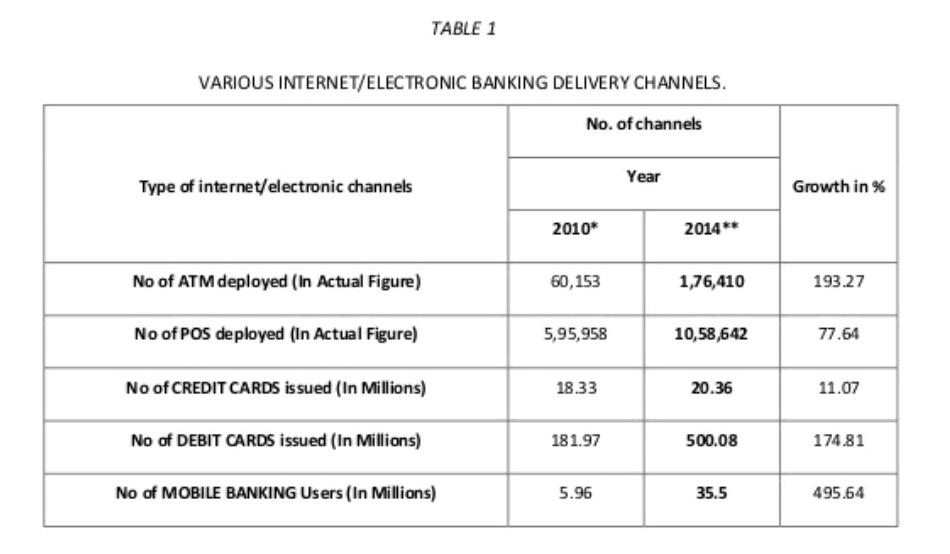 TABLE 1
VARIOUS INTERNET/ELECTRONIC BANKING DELIVERY CHANNELS.
Type of internet/electronic channels
No. of channels
Year
2010* 2014**
Growth in %
No of ATM deployed (In Actual Figure) 60,153 1,76,410 193.27
No of POS deployed (In Actual Figure) 5,95,958 10,58,642 77.64
No of CREDIT CARDS issued (In Millions) 18.33 20.36 11.07
No of DEBIT CARDS issued (In Millions) 181.97 500.08 174.81
No of MOBILE BANKING Users (In Millions) 5.96 35.5 495.64